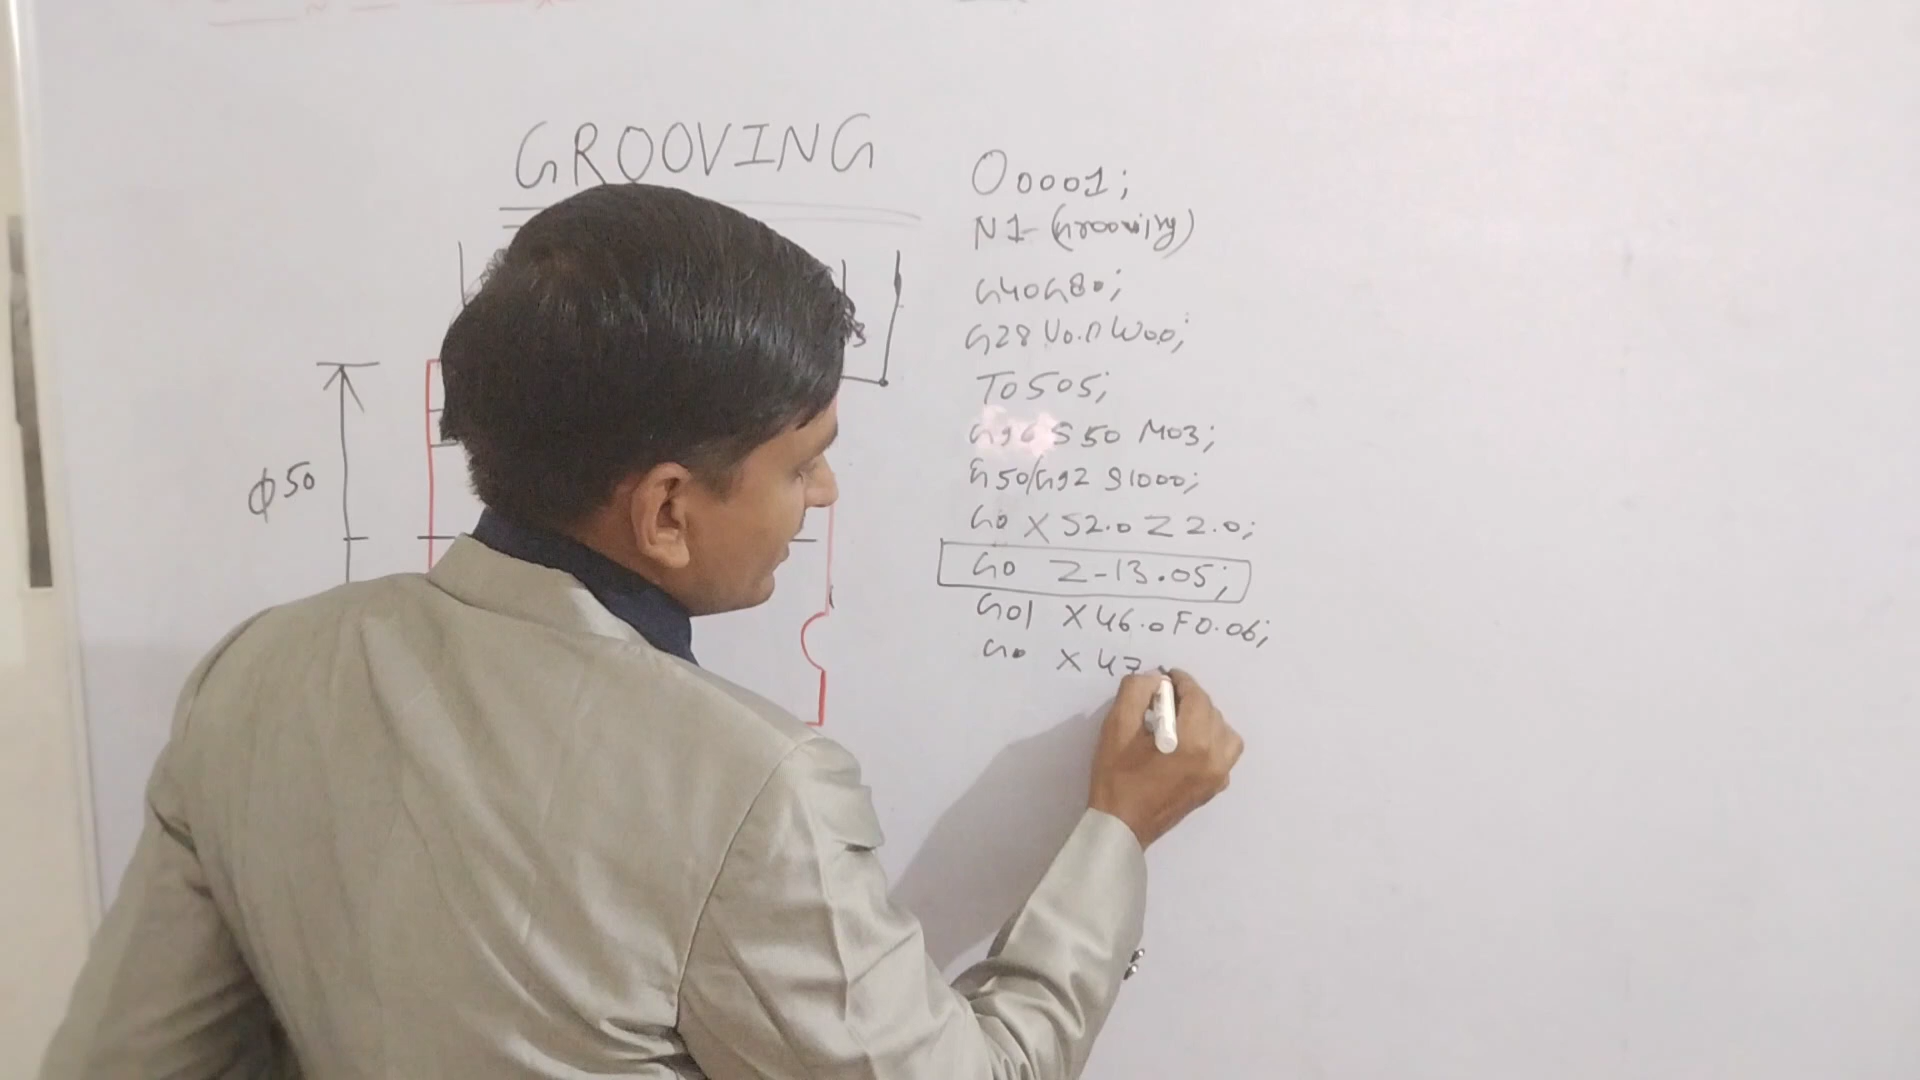 GROOVING
φ50
O0001;
N1-(Grooving)
G40G80;
G28 U0.0 W0.0;
T0505;
G96 S50 M03;
G50/G92 S1000;
G0 X52.0 Z2.0;
G0 Z-13.05;
G01 X46.0 F0.06;
G0 X47